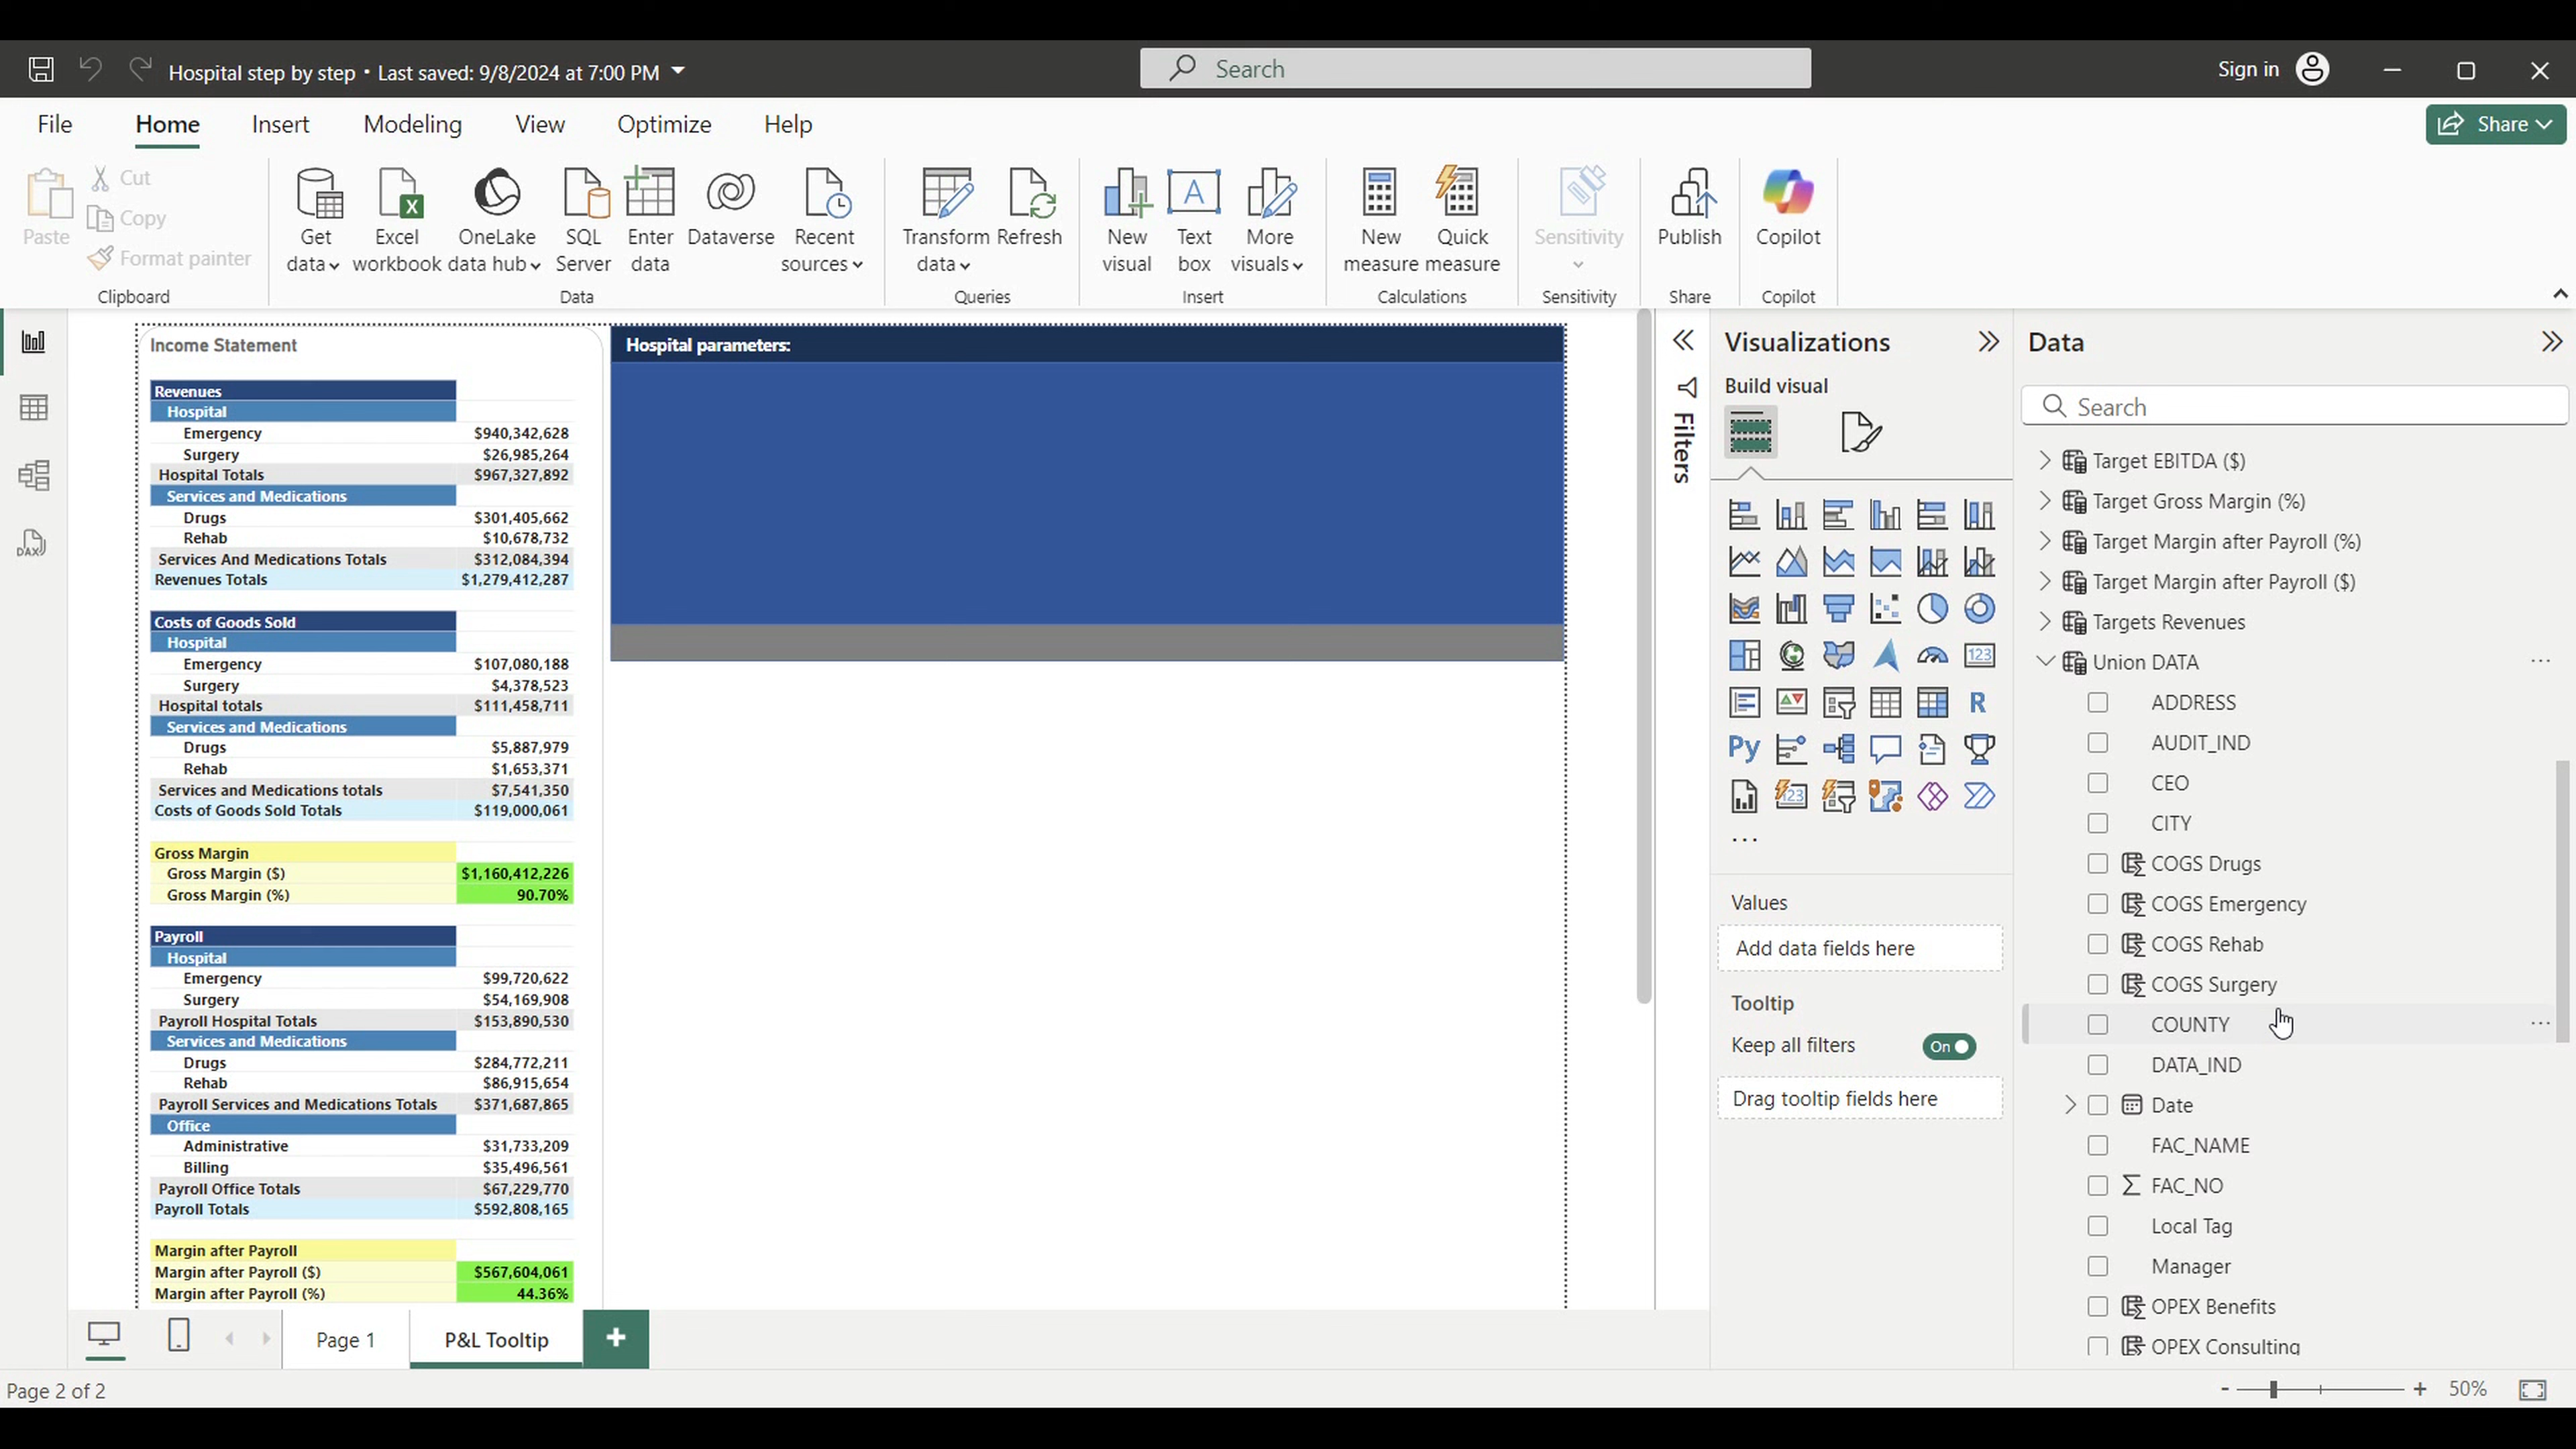 Hospital step by step • Last saved: 9/8/2024 at 7:00 PM
Search
Sign in
File
Home
Insert
Modeling
View
Optimize
Help
Share
Paste
Cut
Copy
Format painter
Clipboard
Get data
Excel workbook
OneLake data hub
SQL Server
Enter data
Dataverse
Recent sources
Data
Transform data
Refresh
Queries
New visual
Text box
More visuals
Insert
New measure
Quick measure
Calculations
Sensitivity
Sensitivity
Publish
Share
Copilot
Copilot
DAX
Income Statement
Revenues
Hospital
Emergency $940,342,628
Surgery $26,985,264
Hospital Totals $967,327,892
Services and Medications
Drugs $301,405,662
Rehab $10,678,732
Services And Medications Totals $312,084,394
Revenues Totals $1,279,412,287
Costs of Goods Sold
Hospital
Emergency $107,080,188
Surgery $4,378,523
Hospital totals $111,458,711
Services and Medications
Drugs $5,887,979
Rehab $1,653,371
Services and Medications totals $7,541,350
Costs of Goods Sold Totals $119,000,061
Gross Margin
Gross Margin ($) $1,160,412,226
Gross Margin (%) 90.70%
Payroll
Hospital
Emergency $99,720,622
Surgery $54,169,908
Payroll Hospital Totals $153,890,530
Services and Medications
Drugs $284,772,211
Rehab $86,915,654
Payroll Services and Medications Totals $371,687,865
Office
Administrative $31,733,209
Billing $35,496,561
Payroll Office Totals $67,229,770
Payroll Totals $592,808,165
Margin after Payroll
Margin after Payroll ($) $567,604,061
Margin after Payroll (%) 44.36%
Hospital parameters:
Filters
Visualizations
Build visual
123
R
Py
123
...
Values
Add data fields here
Tooltip
Keep all filters
On
Drag tooltip fields here
Data
Search
Target EBITDA ($)
Target Gross Margin (%)
Target Margin after Payroll (%)
Target Margin after Payroll ($)
Targets Revenues
Union DATA
ADDRESS
AUDIT_IND
CEO
CITY
COGS Drugs
COGS Emergency
COGS Rehab
COGS Surgery
COUNTY
DATA_IND
Date
FAC_NAME
FAC_NO
Local Tag
Manager
OPEX Benefits
OPEX Consulting
Page 1
P&L Tooltip
+
Page 2 of 2
- + 50%